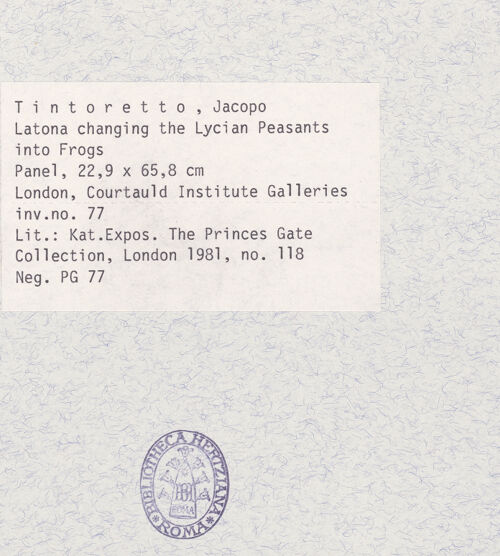 T i n t o r e t t o , Jacopo
Latona changing the Lycian Peasants
into Frogs
Panel, 22,9 x 65,8 cm
London, Courtauld Institute Galleries
inv.no. 77
Lit.: Kat.Expos. The Princes Gate
Collection, London 1981, no. 118
Neg. PG 77
BIBLIOTHECA HERTZIANA
ROMA
* ROMA *